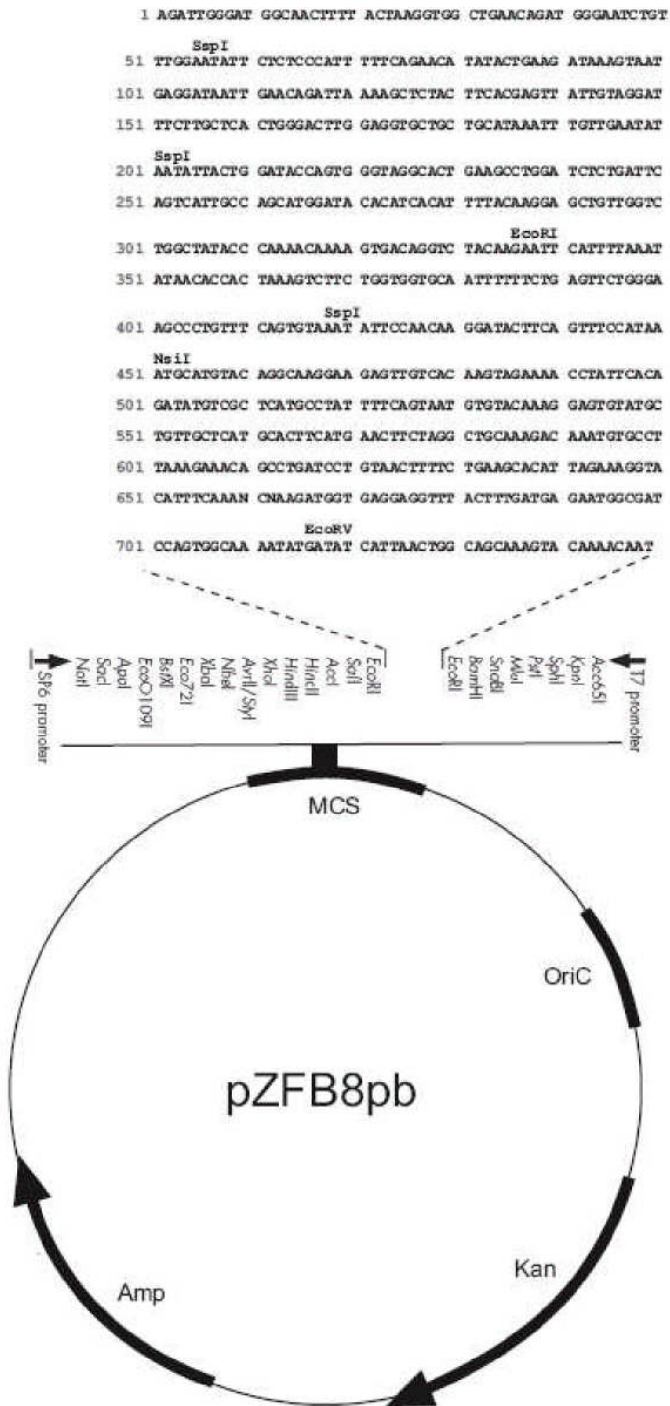 1 AGATTGGGAT GGCAACTTTT ACTAAGGTGG CTGAACAGAT GGGAATCTGT
SspI
51 TTGGAATATT CTCTCCCATT TTTCAGAACA TATACTGAAG ATAAAGTAAT
101 GAGGATAATT GAACAGATTA AAAGCTCTAC TTCACGAGTT ATTGTAGGAT
151 TTCTTGCTCA CTGGGACTTG GAGGTGCTGC TGCATAAATT TGTTGAATAT
SspI
201 AATATTACTG GATACCAGTG GGTAGGCACT GAAGCCTGGA TCTCTGATTC
251 AGTCATTGCC AGCATGGATA CACATCACAT TTTACAAGGA GCTGTTGGTC
EcoRI
301 TGGCTATACC CAAAACAAAA GTGACAGGTC TACAAGAATT CATTTTAAAT
351 ATAACACCAC TAAAGTCTTC TGGTGGTGCA ATTTTTTCTG AGTTCTGGGA
SspI
401 AGCCCTGTTT CAGTGTAAAT ATTCCAACAA GGATACTTCA GTTTCCATAA
NsiI
451 ATGCATGTAC AGGCAAGGAA GAGTTGTCAC AAGTAGAAAA CCTATTCACA
501 GATATGTCGC TCATGCCTAT TTTCAGTAAT GTGTACAAAG GAGTGTATGC
551 TGTTGCTCAT GCACTTCATG AACTTCTAGG CTGCAAAGAC AAATGTGCCT
601 TAAAGAAACA GCCTGATCCT GTAACTTTTC TGAAGCACAT TAGAAAGGTA
651 CATTTCAAAN CNAAGATGGT GAGGAGGTTT ACTTTGATGA GAATGGCGAT
EcoRV
701 CCAGTGGCAA AATATGATAT CATTAACTGG CAGCAAAGTA CAAAACAAT
SP6 promoter
NotI
SacI
ApaI
EcoO109I
BstXI
Eco72I
XbaI
NheI
AvrII/StyI
XhoI
HindIII
HincII
AccI
SalI
EcoRI
EcoRI
BamHI
SnaBI
MluI
PstI
SphI
KpnI
Acc65I
T7 promoter
MCS
OriC
pZFB8pb
Kan
Amp